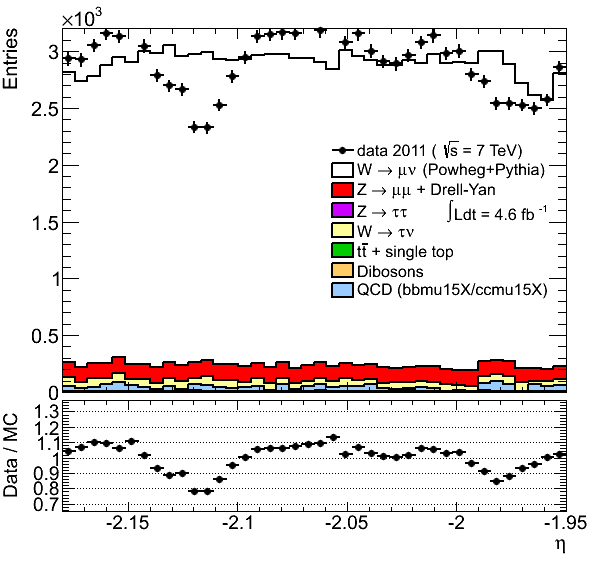 ×10³
Entries
3
2.5
2
1.5
1
0.5
0
data 2011 ( √s = 7 TeV)
W → μν (Powheg+Pythia)
Z → μμ + Drell-Yan
Z → ττ
∫Ldt = 4.6 fb⁻¹
W → τν
tt̄ + single top
Dibosons
QCD (bbmu15X/ccmu15X)
Data / MC
1.3
1.2
1.1
1
0.9
0.8
0.7
-2.15 -2.1 -2.05 -2 -1.95
η